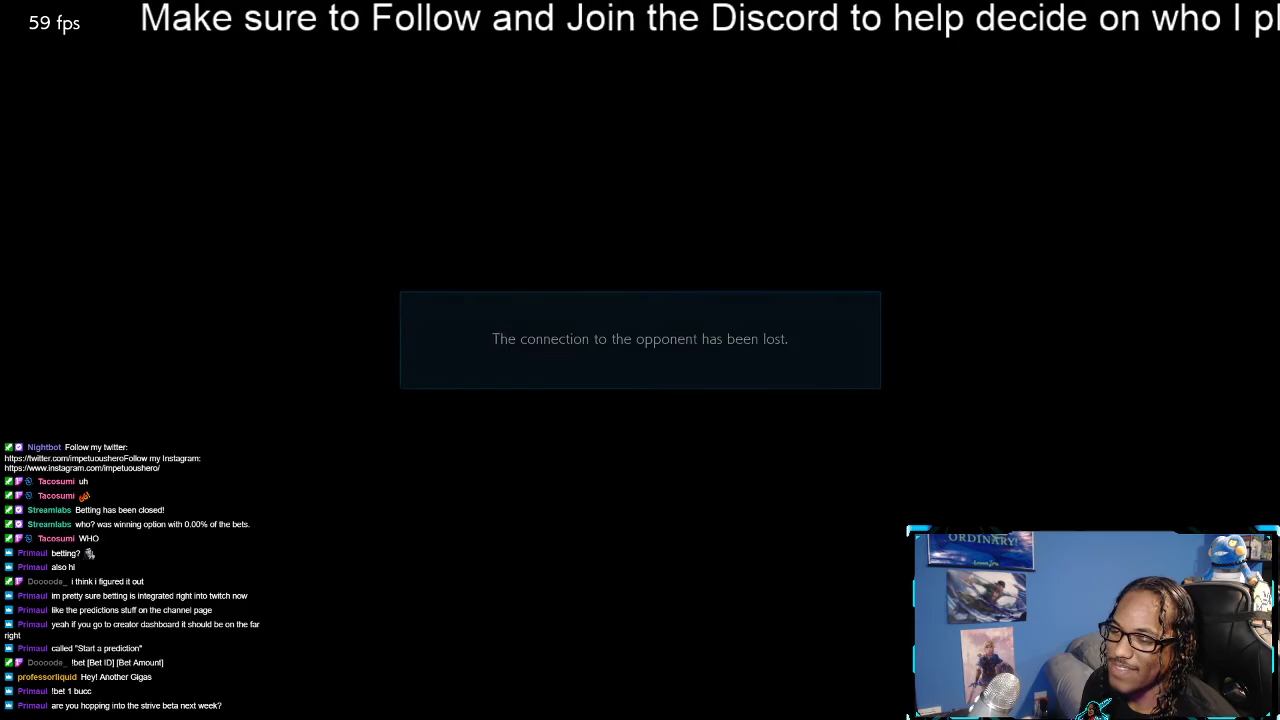 59 fps
Make sure to Follow and Join the Discord to help decide on who I pl
The connection to the opponent has been lost.
Nightbot Follow my twitter:
https://twitter.com/impetuousheroFollow my Instagram:
https://www.instagram.com/impetuoushero/
Tacosumi uh
Tacosumi
Streamlabs Betting has been closed!
Streamlabs who? was winning option with 0.00% of the bets.
Tacosumi WHO
Primaul betting?
Primaul also hi
Doooode_ i think i figured it out
Primaul im pretty sure betting is integrated right into twitch now
Primaul like the predictions stuff on the channel page
Primaul yeah if you go to creator dashboard it should be on the far
right
Primaul called "Start a prediction"
Doooode_ !bet [Bet ID] [Bet Amount]
professorliquid Hey! Another Gigas
Primaul !bet 1 bucc
Primaul are you hopping into the strive beta next week?
ORDINARY!